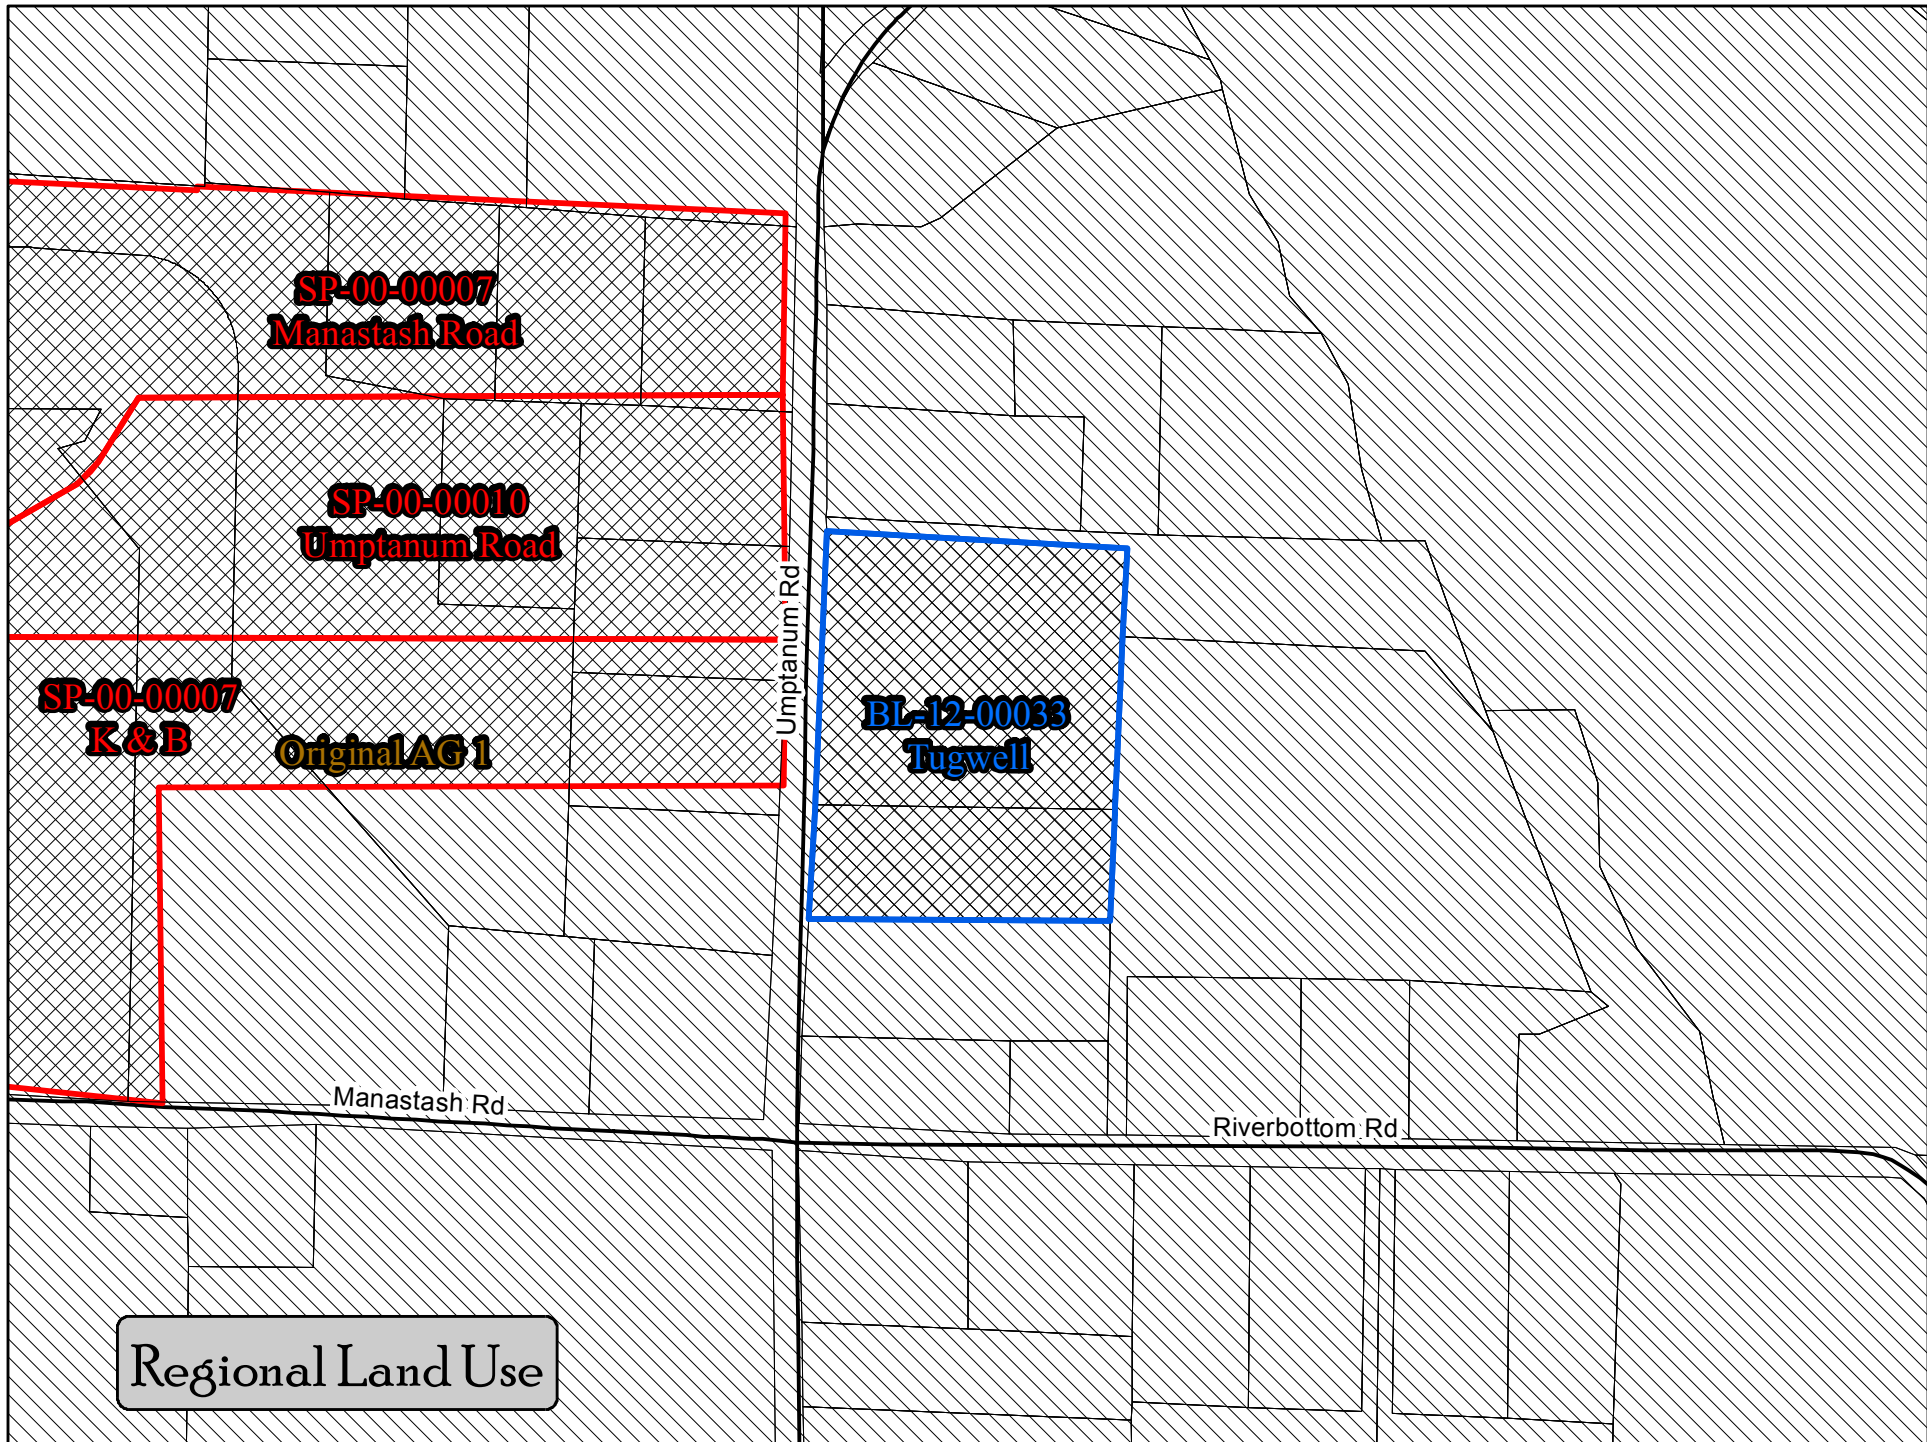 SP-00-00007
Manastash Road
SP-00-00010
Umptanum Road
Umptanum Rd
SP-00-00007
K & B
Original AG 1
BL-12-00033
Tugwell
Manastash Rd
Riverbottom Rd
Regional Land Use